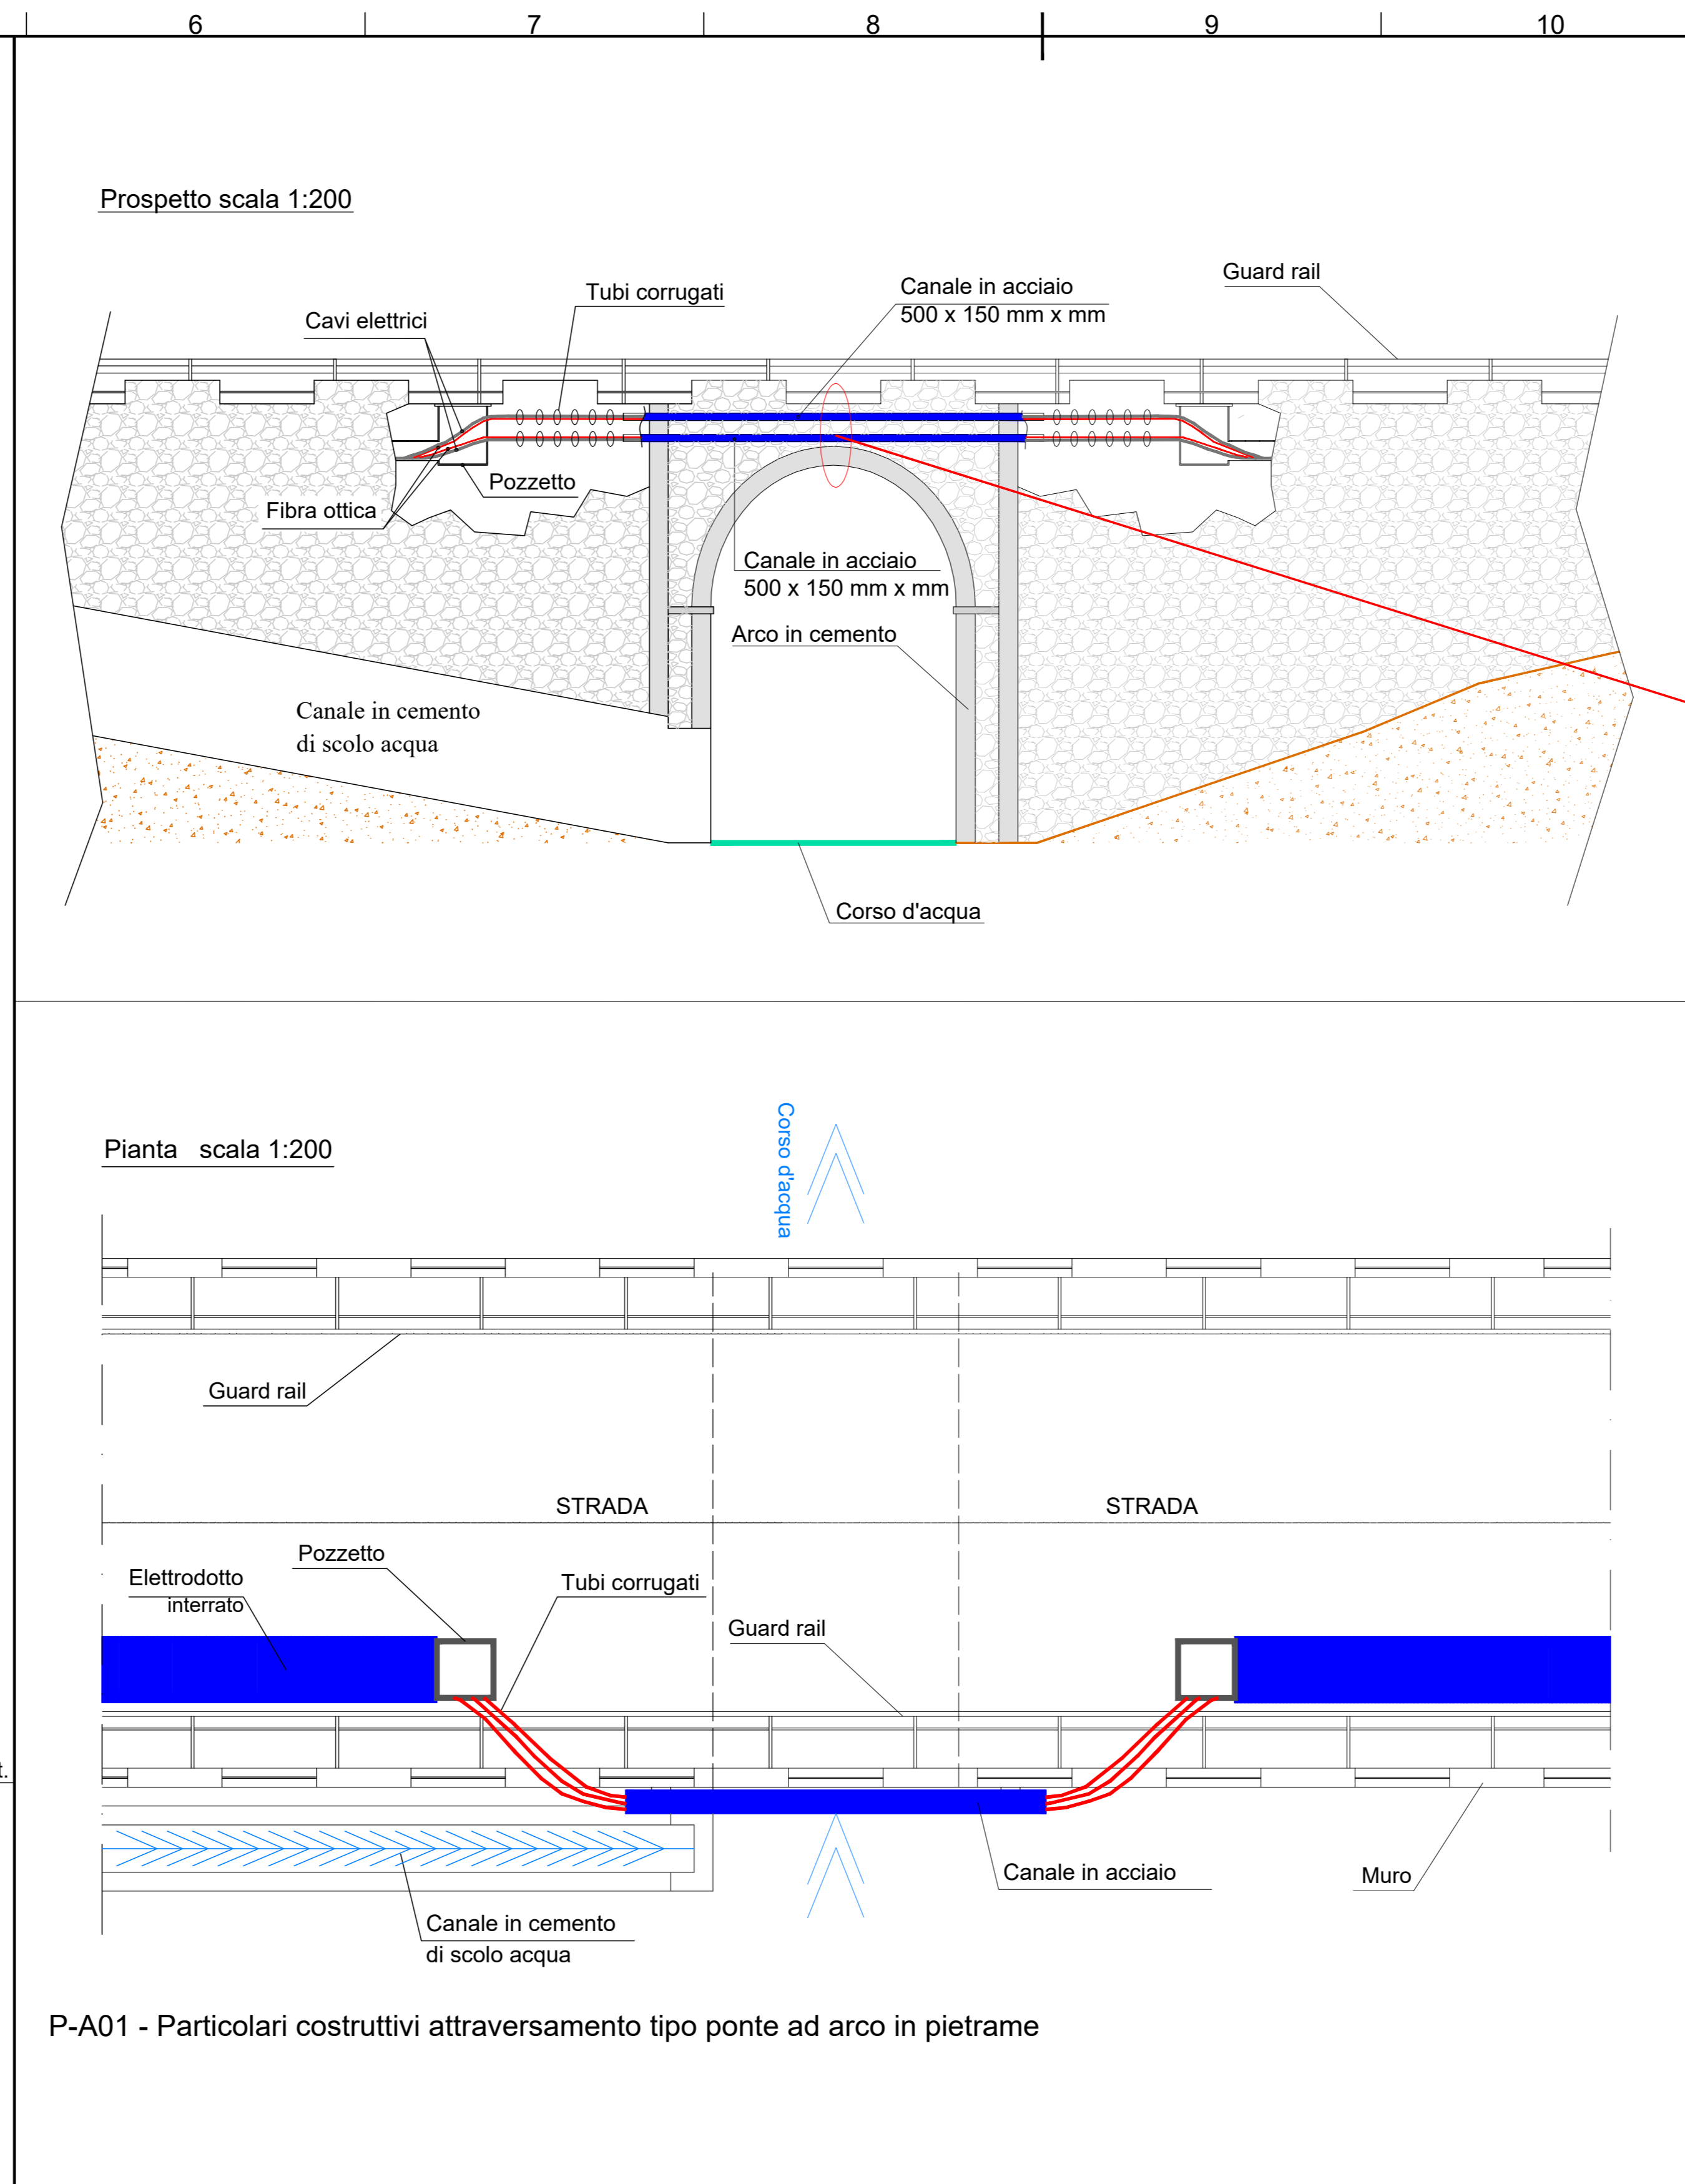 6 7 8 9 10
Prospetto scala 1:200
Guard rail
Canale in acciaio
500 x 150 mm x mm
Tubi corrugati
Cavi elettrici
Pozzetto
Fibra ottica
Canale in acciaio
500 x 150 mm x mm
Arco in cemento
Canale in cemento
di scolo acqua
Corso d'acqua
Pianta scala 1:200
Corso d'acqua
Guard rail
STRADA STRADA
Pozzetto
Elettrodotto
interrato
Tubi corrugati
Guard rail
t.
Canale in acciaio
Muro
Canale in cemento
di scolo acqua
P-A01 - Particolari costruttivi attraversamento tipo ponte ad arco in pietrame